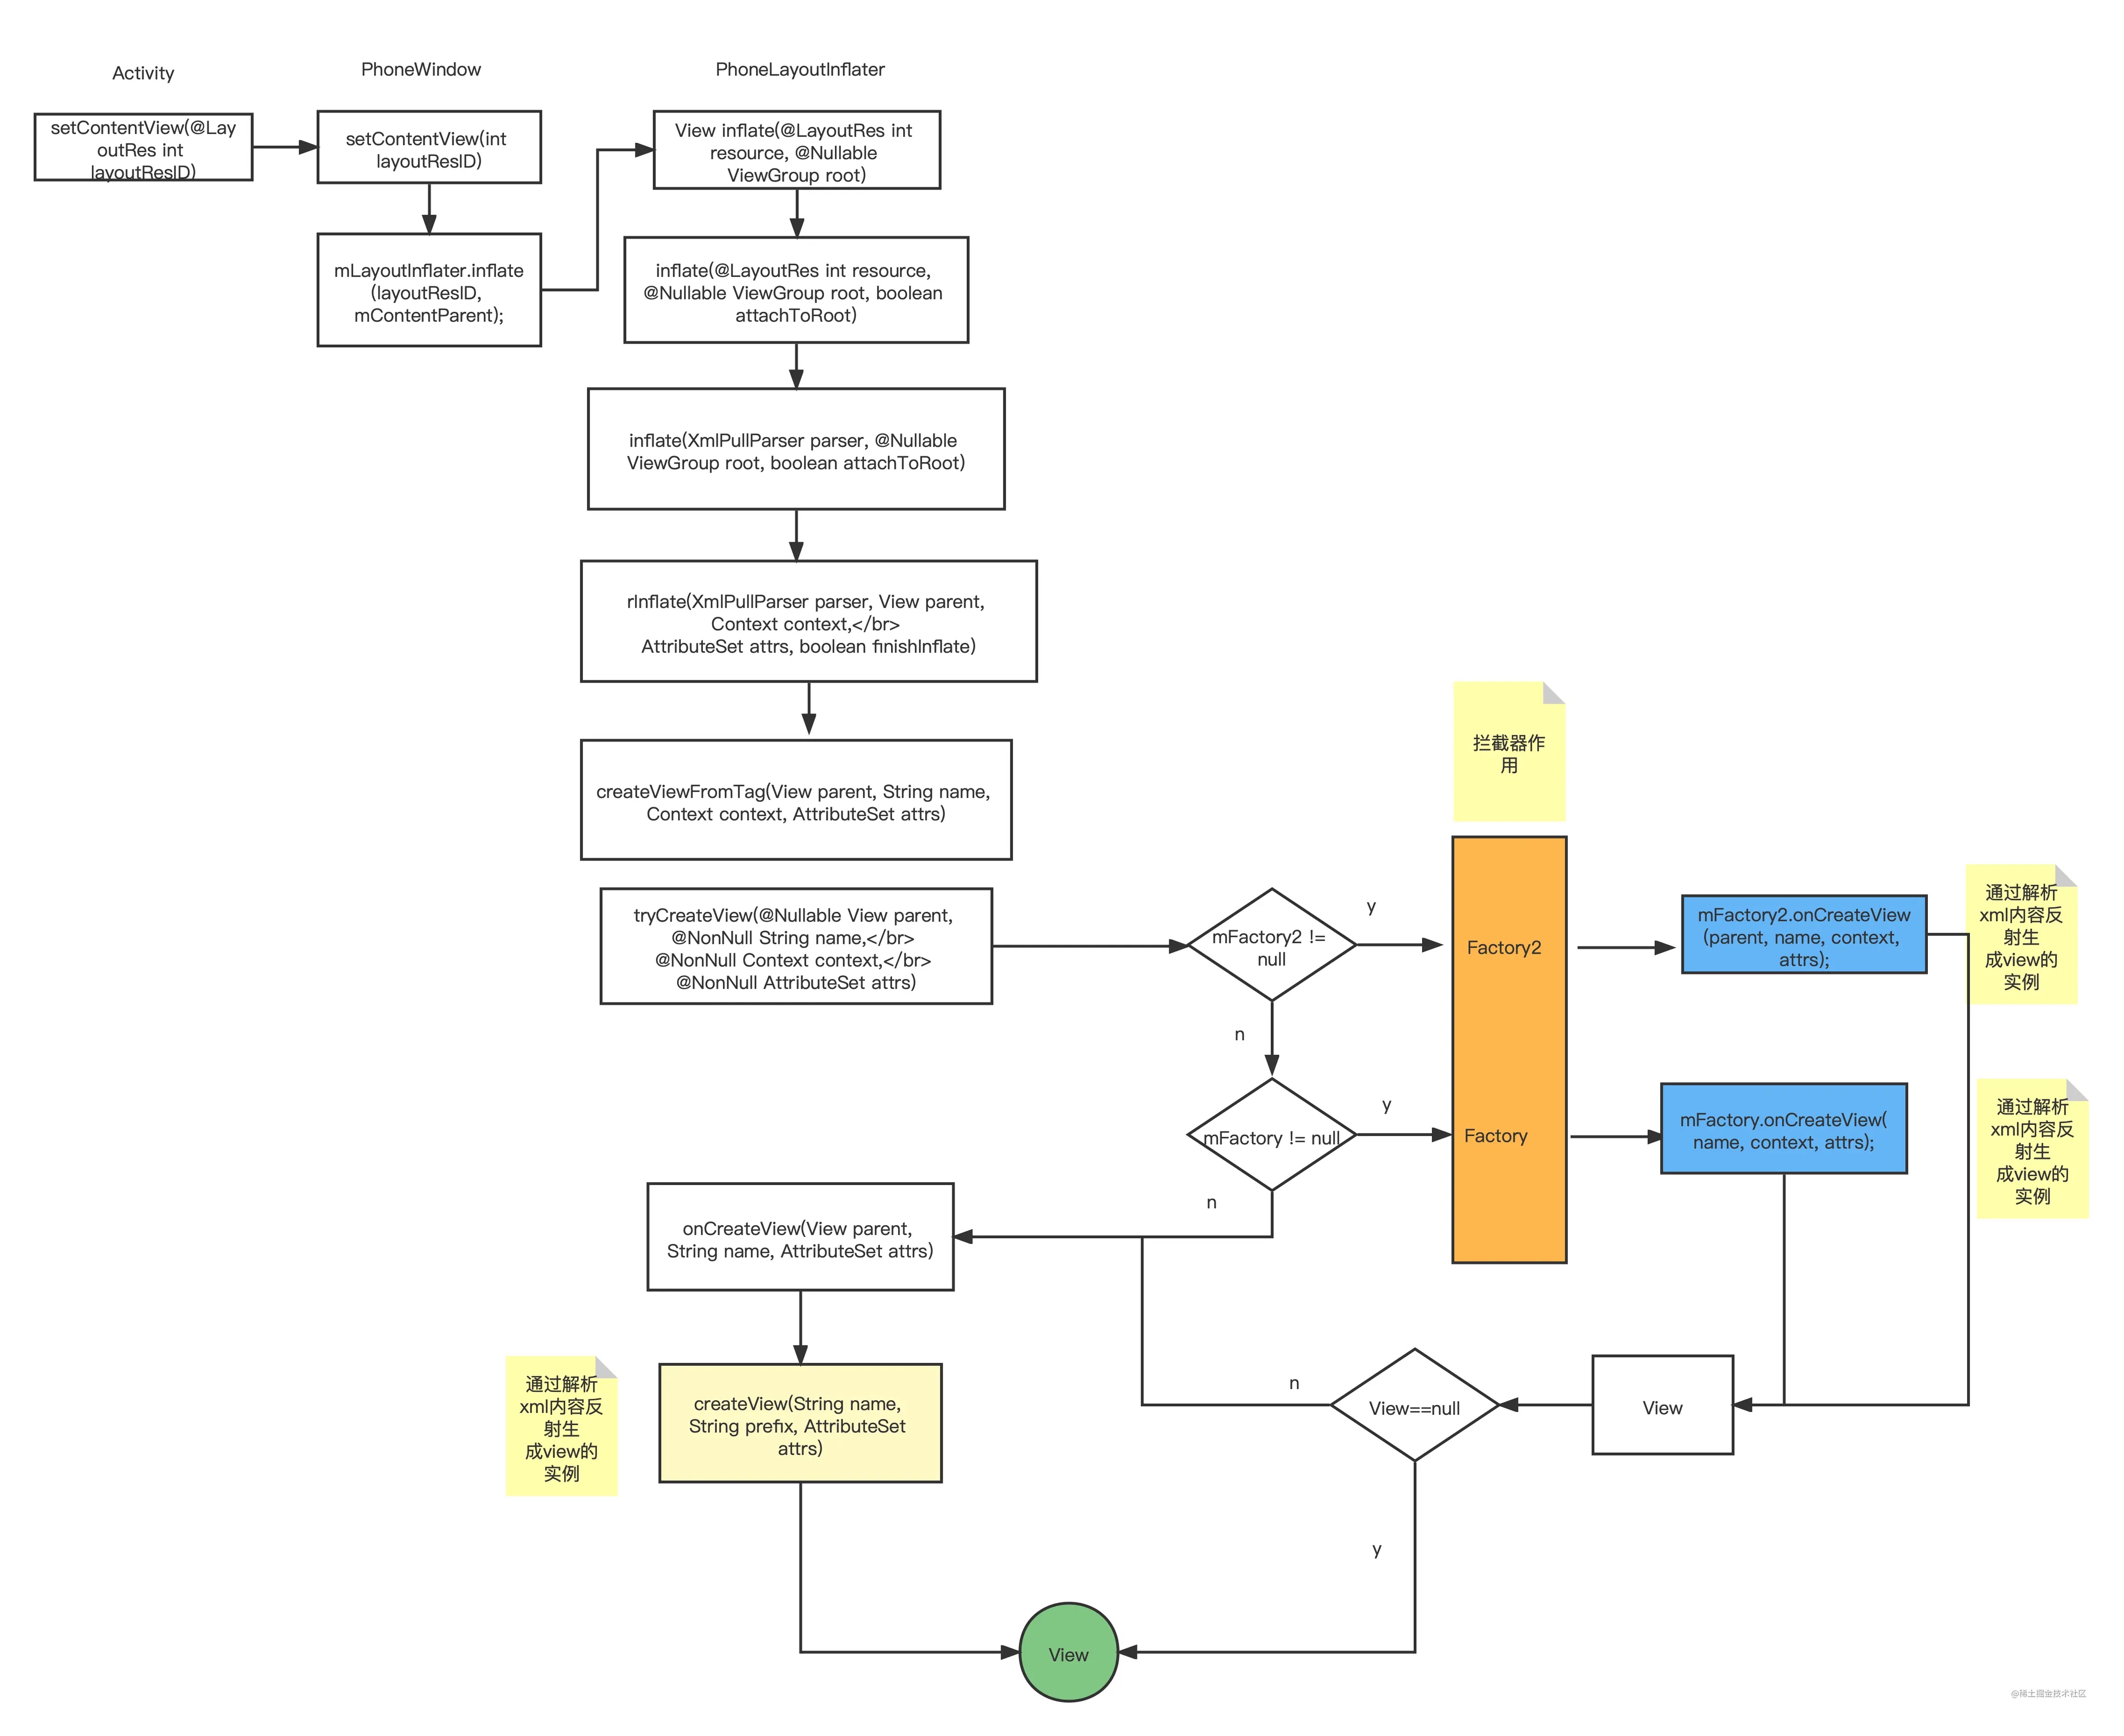 Activity
PhoneWindow
PhoneLayoutInflater
setContentView(@Lay
outRes int
layoutResID)
setContentView(int
layoutResID)
View inflate(@LayoutRes int
resource, @Nullable
ViewGroup root)
mLayoutInflater.inflate
(layoutResID,
mContentParent);
inflate(@LayoutRes int resource,
@Nullable ViewGroup root, boolean
attachToRoot)
inflate(XmlPullParser parser, @Nullable
ViewGroup root, boolean attachToRoot)
rInflate(XmlPullParser parser, View parent,
Context context,</br>
AttributeSet attrs, boolean finishInflate)
createViewFromTag(View parent, String name,
Context context, AttributeSet attrs)
拦截器作
用
tryCreateView(@Nullable View parent,
@NonNull String name,</br>
@NonNull Context context,</br>
@NonNull AttributeSet attrs)
mFactory2 !=
null
y
Factory2
mFactory2.onCreateView
(parent, name, context,
attrs);
通过解析
xml内容反
射生
成view的
实例
n
mFactory != null
y
Factory
mFactory.onCreateView(
name, context, attrs);
通过解析
xml内容反
射生
成view的
实例
n
onCreateView(View parent,
String name, AttributeSet attrs)
通过解析
xml内容反
射生
成view的
实例
createView(String name,
String prefix, AttributeSet
attrs)
n
View==null
View
y
View
@稀土掘金技术社区